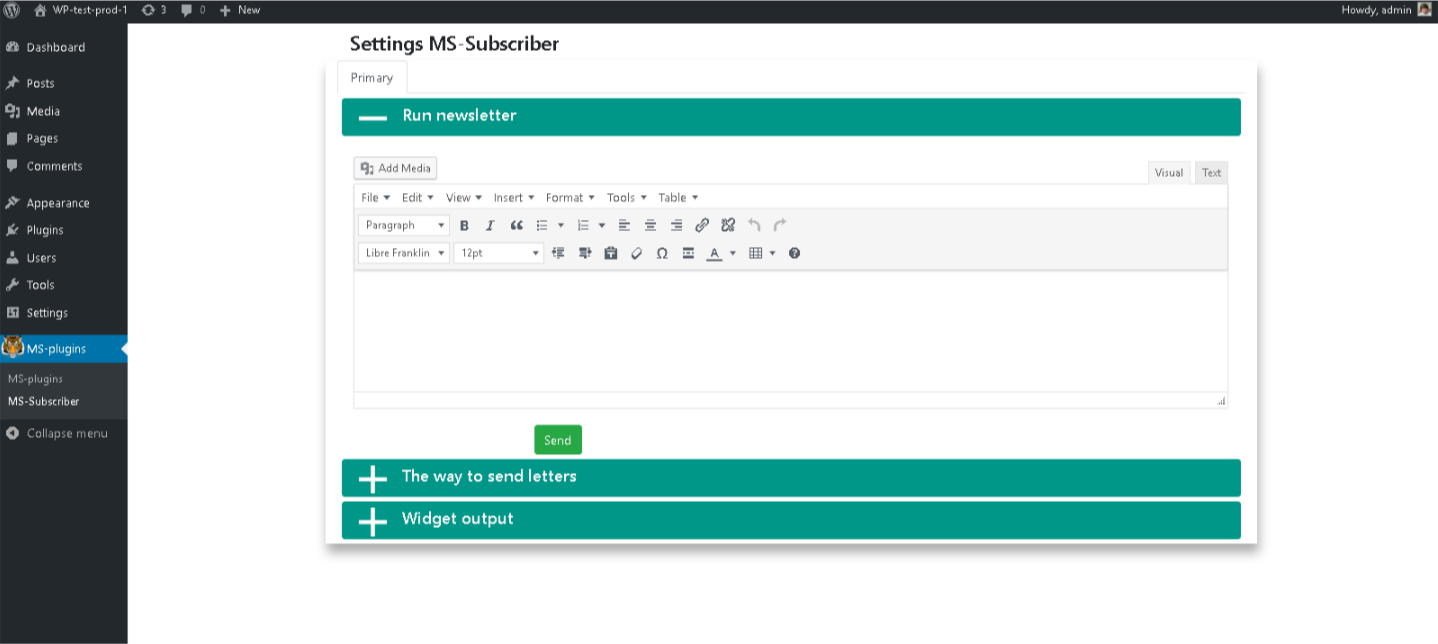 WP-test-prod-1 3 0 New Howdy, admin
Dashboard
Posts
Media
Pages
Comments
Appearance
Plugins
Users
Tools
Settings
MS-plugins
MS-plugins
MS-Subscriber
Collapse menu
Settings MS-Subscriber
Primary
Run newsletter
Add Media
Visual Text
File Edit View Insert Format Tools Table
Paragraph
Libre Franklin 12pt
Send
The way to send letters
Widget output